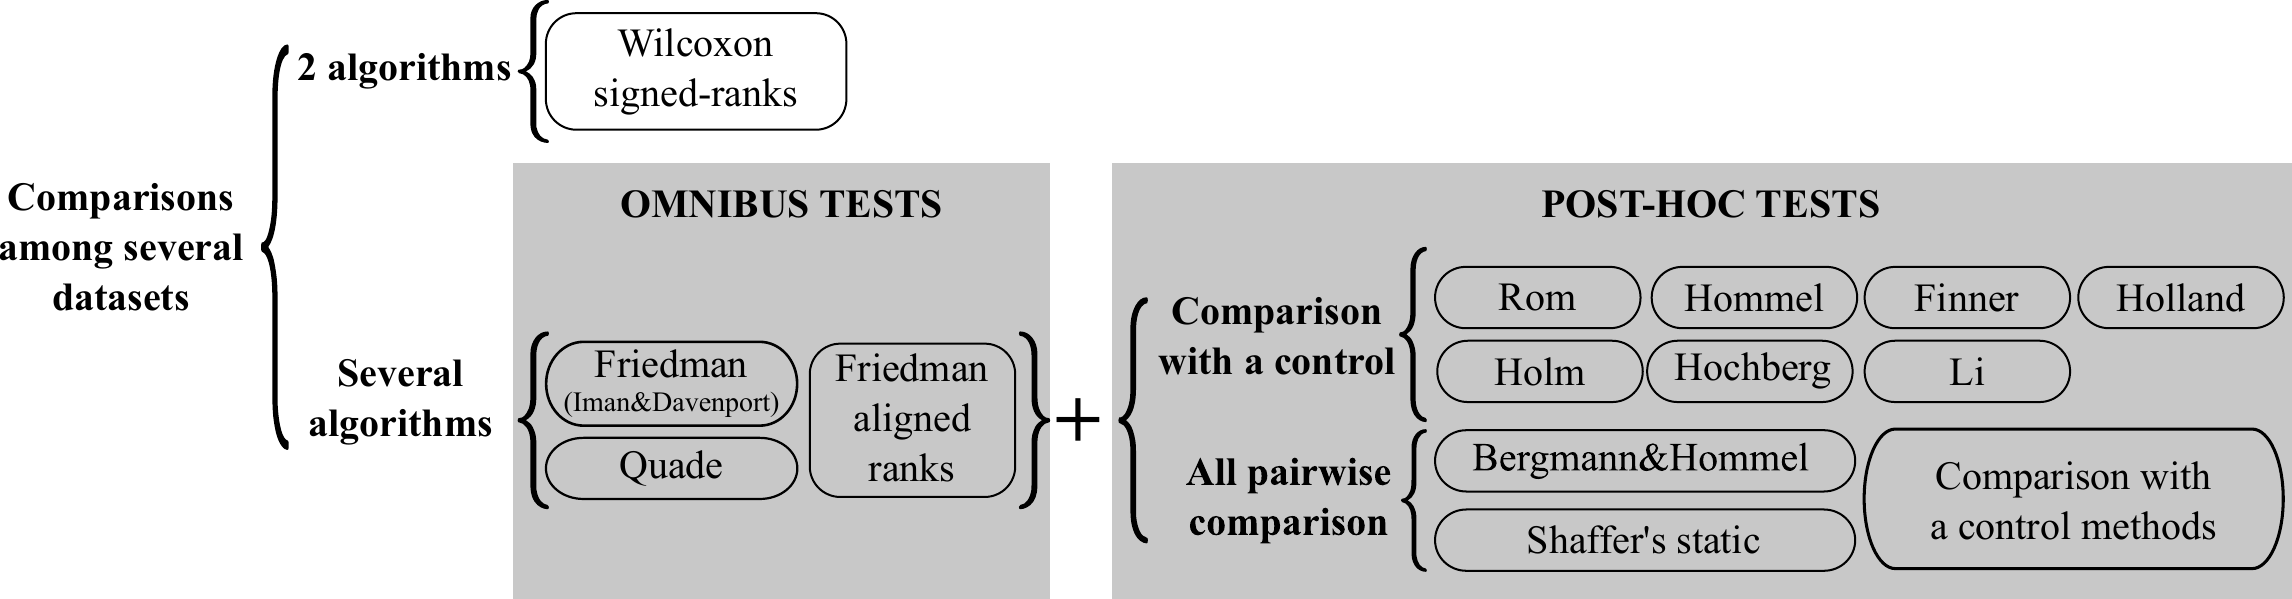 Comparisons
among several
datasets
2 algorithms
Wilcoxon
signed-ranks
Several
algorithms
OMNIBUS TESTS
Friedman
(Iman&Davenport)
Quade
Friedman
aligned
ranks
+
POST-HOC TESTS
Comparison
with a control
Rom
Hommel
Finner
Holland
Holm
Hochberg
Li
All pairwise
comparison
Bergmann&Hommel
Shaffer's static
Comparison with
a control methods